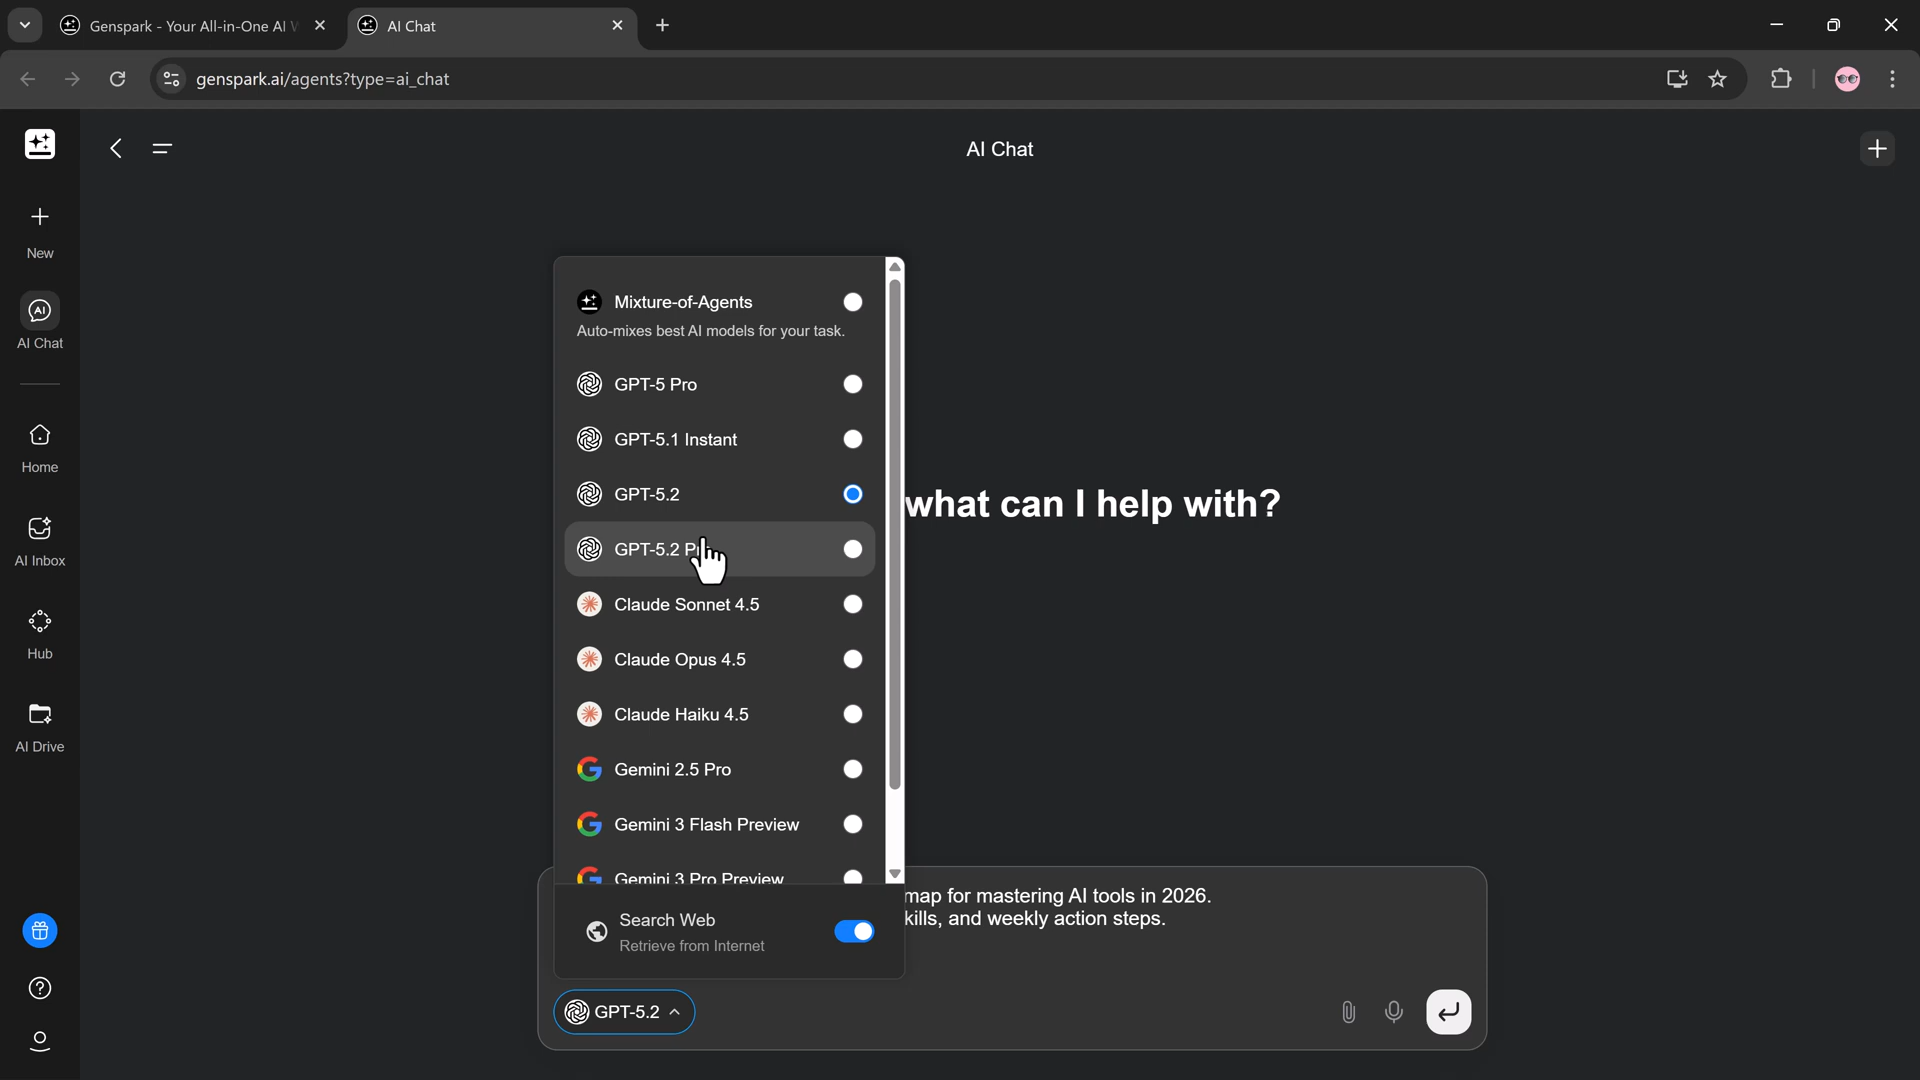 Genspark - Your All-in-One AI W
AI Chat
genspark.ai/agents?type=ai_chat
AI Chat
New
AI Chat
Home
AI Inbox
Hub
AI Drive
Mixture-of-Agents
Auto-mixes best AI models for your task.
GPT-5 Pro
GPT-5.1 Instant
GPT-5.2
what can I help with?
GPT-5.2 Pro
Claude Sonnet 4.5
Claude Opus 4.5
Claude Haiku 4.5
Gemini 2.5 Pro
Gemini 3 Flash Preview
Gemini 3 Pro Preview
map for mastering AI tools in 2026.
kills, and weekly action steps.
Search Web
Retrieve from Internet
GPT-5.2